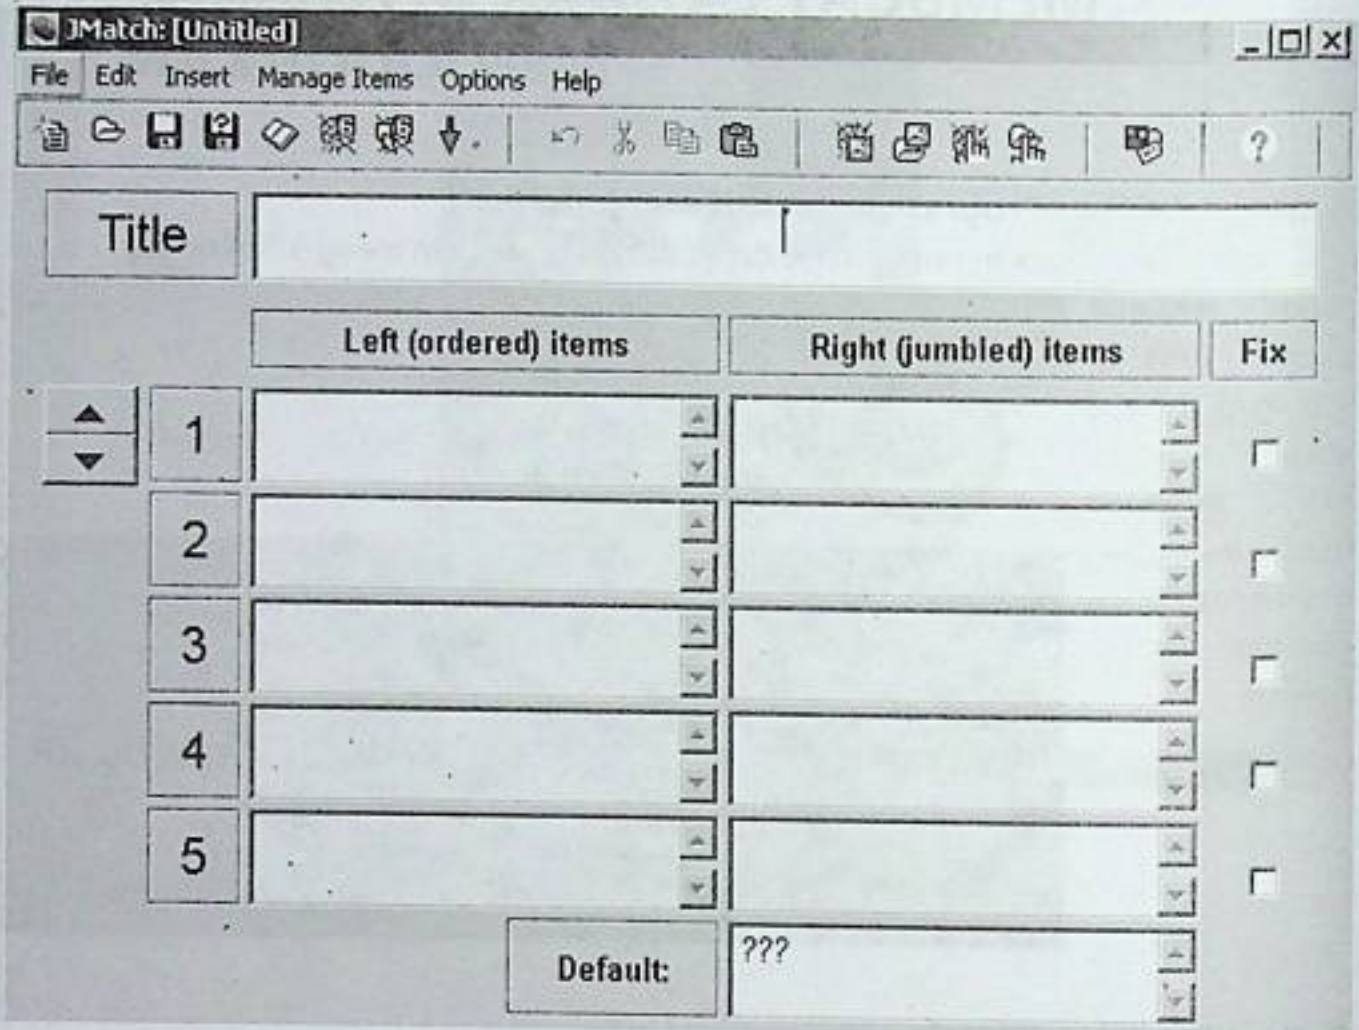 JMatch: [Untitled]
File Edit Insert Manage Items Options Help
Title
Left (ordered) items Right (jumbled) items Fix
1
2
3
4
5
Default: ???